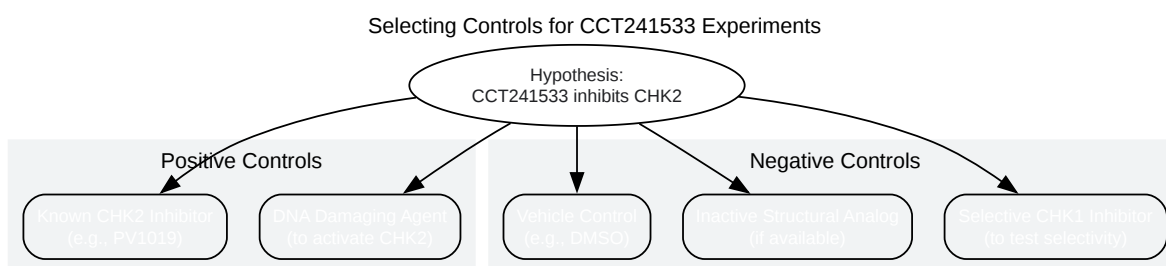 Selecting Controls for CCT241533 Experiments
Hypothesis:
CCT241533 inhibits CHK2
Positive Controls
Negative Controls
Known CHK2 Inhibitor
(e.g., PV1019)
DNA Damaging Agent
(to activate CHK2)
Vehicle Control
(e.g., DMSO)
Inactive Structural Analog
(if available)
Selective CHK1 Inhibitor
(to test selectivity)